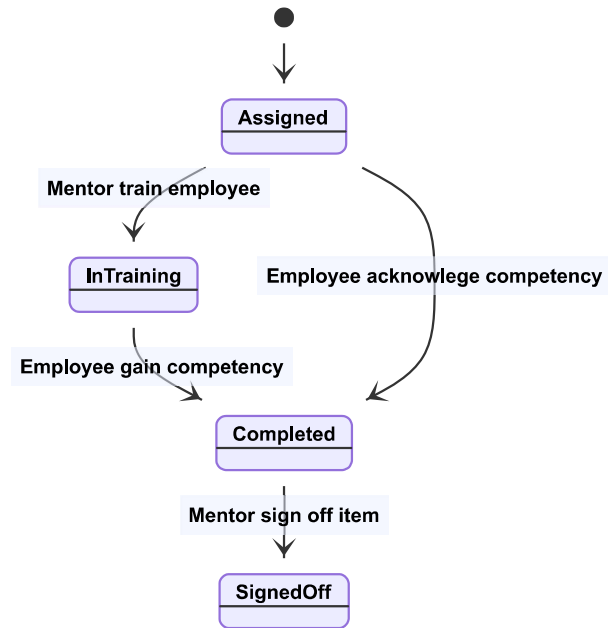 Assigned
Mentor train employee
InTraining
Employee acknowlege competency
Employee gain competency
Completed
Mentor sign off item
SignedOff